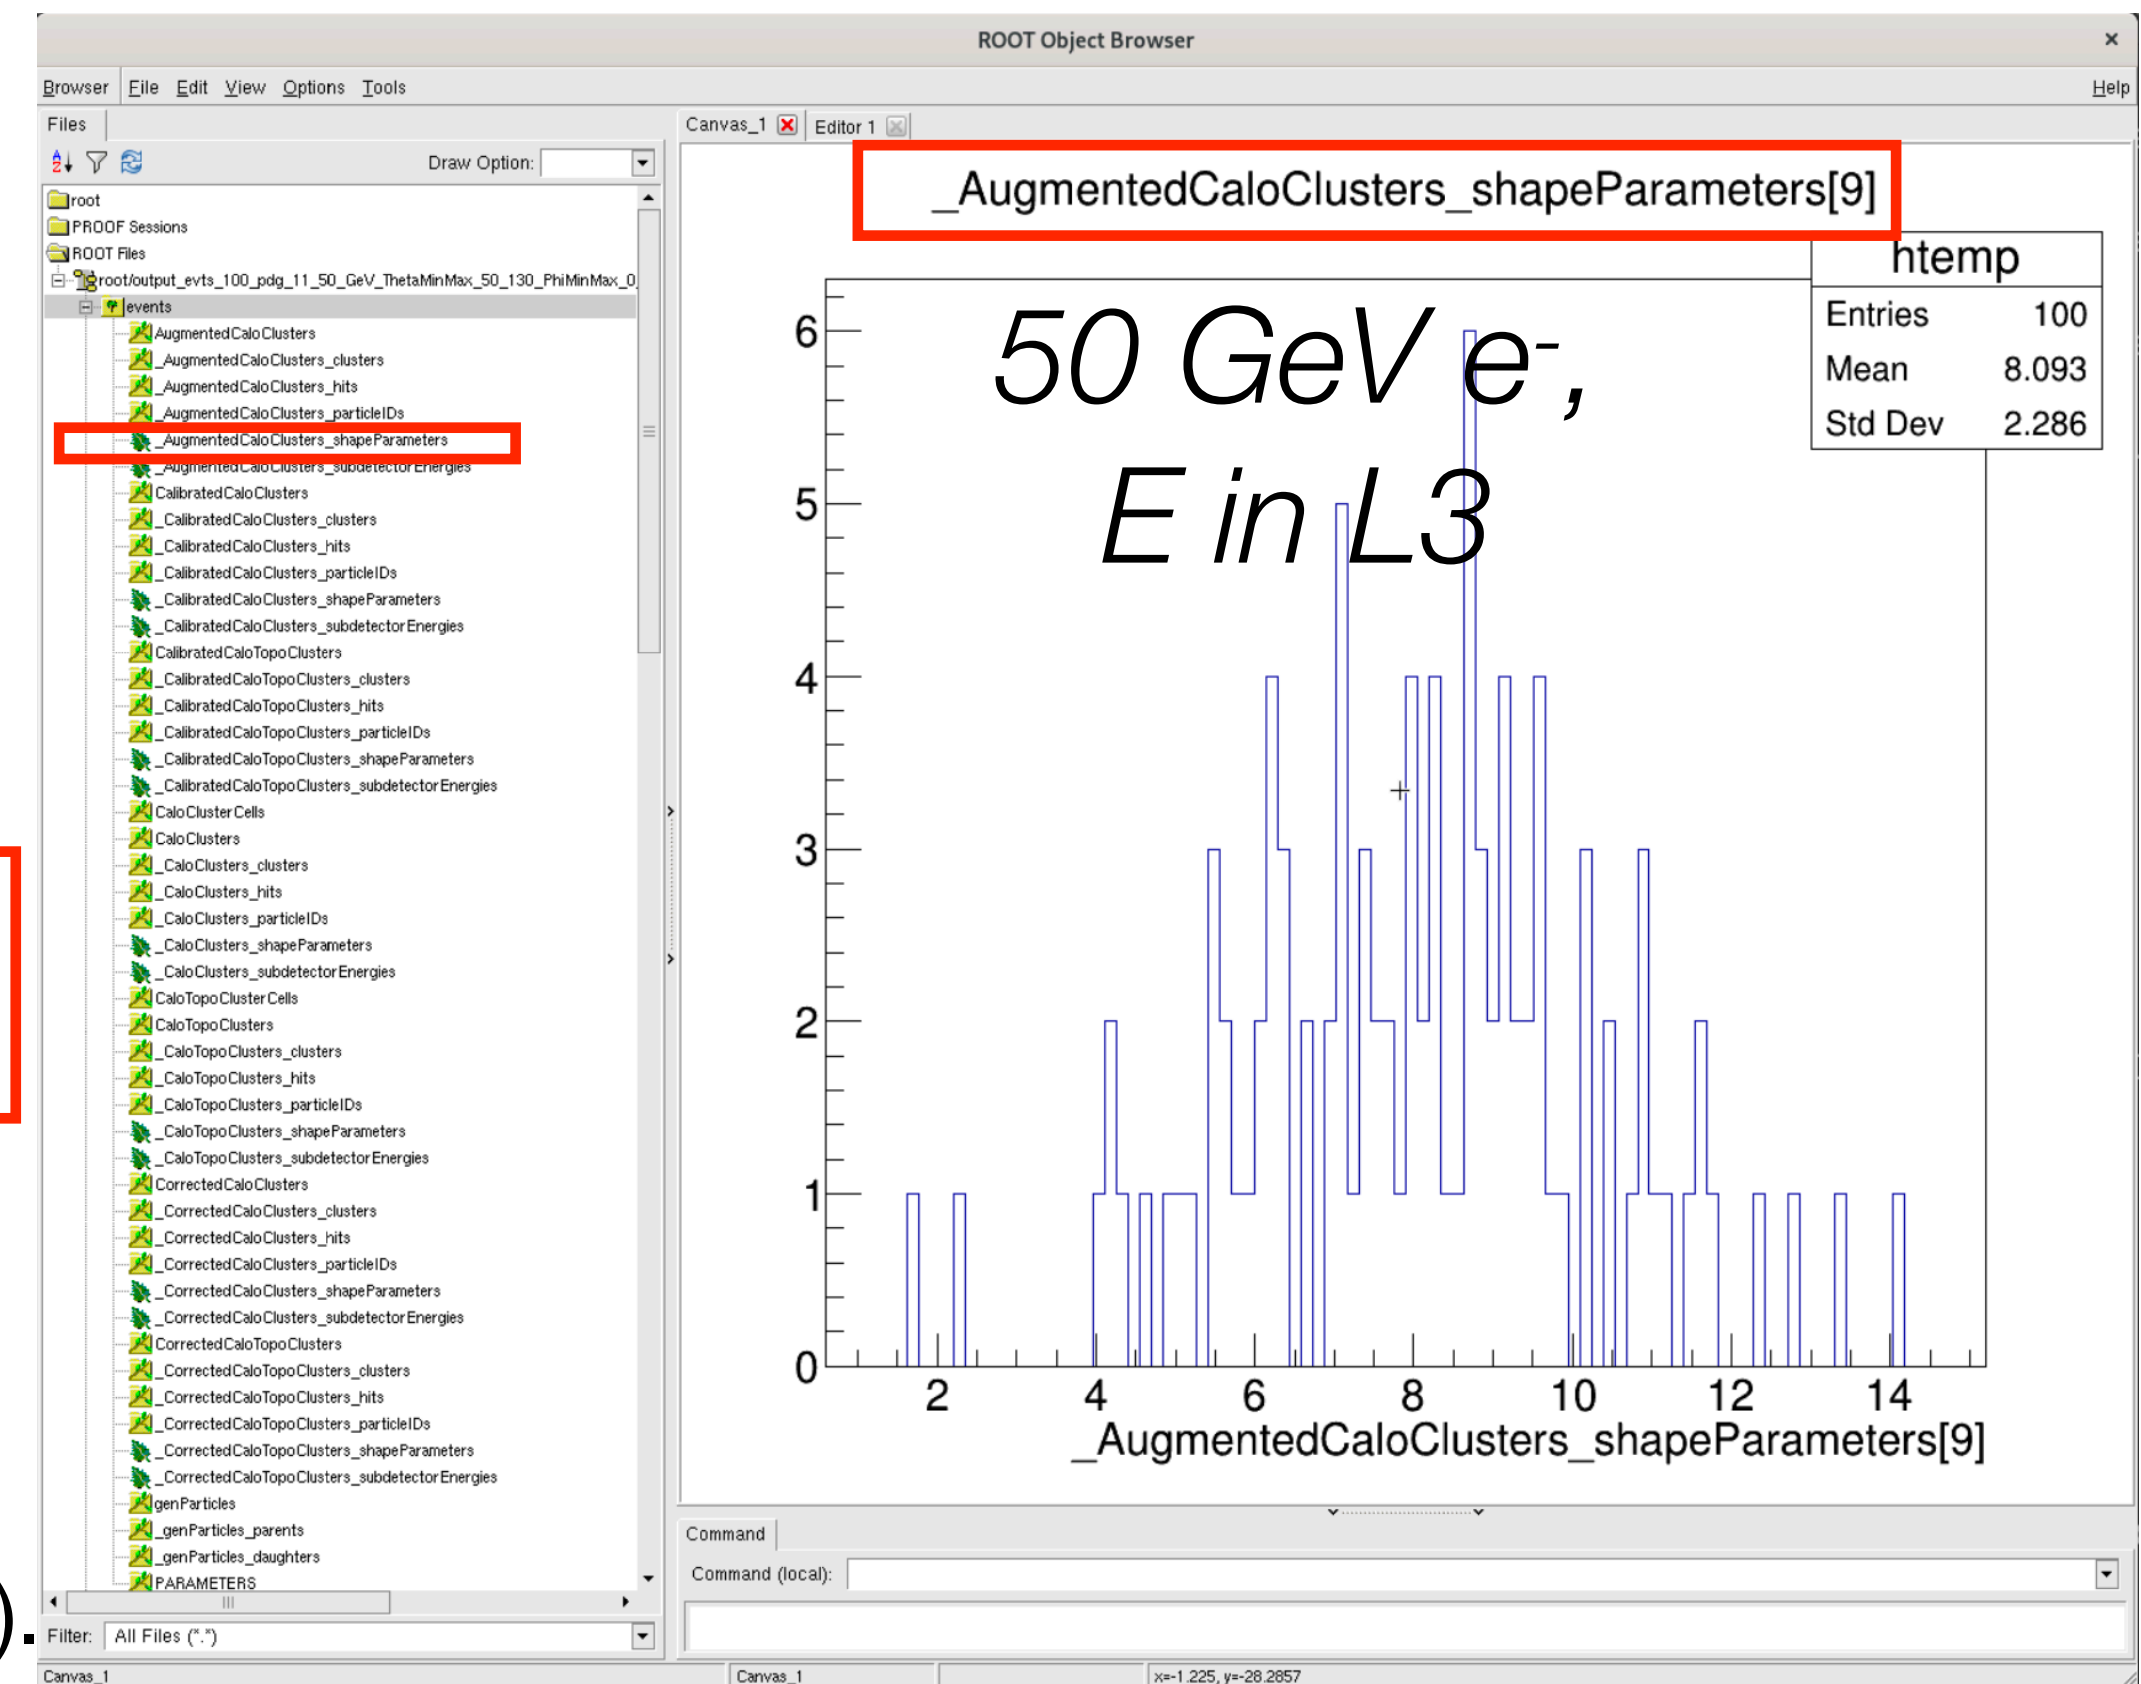 ROOT Object Browser
Browser File Edit View Options Tools Help
Files
Draw Option:
root
PROOF Sessions
ROOT Files
root/output_evts_100_pdg_11_50_GeV_ThetaMinMax_50_130_PhiMinMax_0_
events
AugmentedCaloClusters
_AugmentedCaloClusters_clusters
_AugmentedCaloClusters_hits
_AugmentedCaloClusters_particleIDs
_AugmentedCaloClusters_shapeParameters
_AugmentedCaloClusters_subdetectorEnergies
CalibratedCaloClusters
_CalibratedCaloClusters_clusters
_CalibratedCaloClusters_hits
_CalibratedCaloClusters_particleIDs
_CalibratedCaloClusters_shapeParameters
_CalibratedCaloClusters_subdetectorEnergies
CalibratedCaloTopoClusters
_CalibratedCaloTopoClusters_clusters
_CalibratedCaloTopoClusters_hits
_CalibratedCaloTopoClusters_particleIDs
_CalibratedCaloTopoClusters_shapeParameters
_CalibratedCaloTopoClusters_subdetectorEnergies
CaloClusterCells
CaloClusters
_CaloClusters_clusters
_CaloClusters_hits
_CaloClusters_particleIDs
_CaloClusters_shapeParameters
_CaloClusters_subdetectorEnergies
CaloTopoClusterCells
CaloTopoClusters
_CaloTopoClusters_clusters
_CaloTopoClusters_hits
_CaloTopoClusters_particleIDs
_CaloTopoClusters_shapeParameters
_CaloTopoClusters_subdetectorEnergies
CorrectedCaloClusters
_CorrectedCaloClusters_clusters
_CorrectedCaloClusters_hits
_CorrectedCaloClusters_particleIDs
_CorrectedCaloClusters_shapeParameters
_CorrectedCaloClusters_subdetectorEnergies
CorrectedCaloTopoClusters
_CorrectedCaloTopoClusters_clusters
_CorrectedCaloTopoClusters_hits
_CorrectedCaloTopoClusters_particleIDs
_CorrectedCaloTopoClusters_shapeParameters
_CorrectedCaloTopoClusters_subdetectorEnergies
genParticles
_genParticles_parents
_genParticles_daughters
PARAMETERS
).
Filter: All Files (*.*)
Canvas_1 Editor 1
_AugmentedCaloClusters_shapeParameters[9]
htemp
Entries 100
Mean 8.093
Std Dev 2.286
50 GeV e-,
E in L3
6
5
4
3
2
1
0
2 4 6 8 10 12 14
_AugmentedCaloClusters_shapeParameters[9]
Command
Command (local):
Canvas_1 Canvas_1 x=-1.225, y=-28.2857